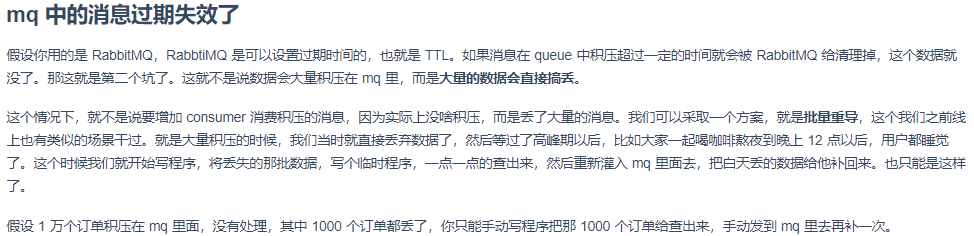 mq 中的消息过期失效了
假设你用的是 RabbitMQ，RabbtiMQ 是可以设置过期时间的，也就是 TTL。如果消息在 queue 中积压超过一定的时间就会被 RabbitMQ 给清理掉，这个数据就
没了。那这就是第二个坑了。这就不是说数据会大量积压在 mq 里，而是大量的数据会直接搞丢。
这个情况下，就不是说要增加 consumer 消费积压的消息，因为实际上没啥积压，而是丢了大量的消息。我们可以采取一个方案，就是批量重导，这个我们之前线
上也有类似的场景干过。就是大量积压的时候，我们当时就直接丢弃数据了，然后等过了高峰期以后，比如大家一起喝咖啡熬夜到晚上 12 点以后，用户都睡觉
了。这个时候我们就开始写程序，将丢失的那批数据，写个临时程序，一点一点的查出来，然后重新灌入 mq 里面去，把白天丢的数据给他补回来。也只能是这样
了。
假设 1 万个订单积压在 mq 里面，没有处理，其中 1000 个订单都丢了，你只能手动写程序把那 1000 个订单给查出来，手动发到 mq 里去再补一次。